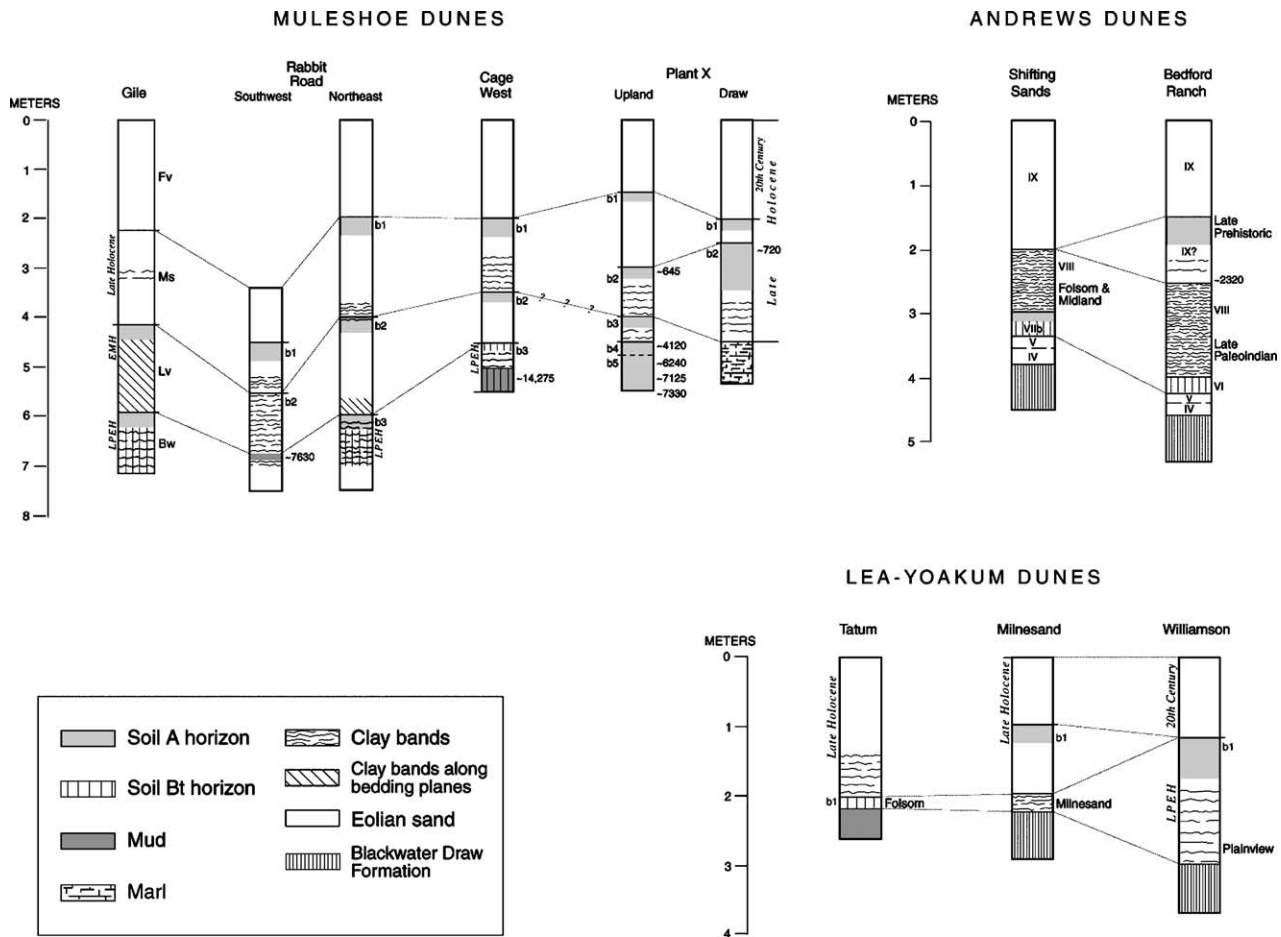 MULESHOE DUNES
Gile
Rabbit
Road
Southwest
Northeast
Cage
West
Plant X
Upland
Draw
METERS
0
1
2
3
4
5
6
7
8
Fv
Late Holocene
Ms
EMH
Lv
LPEH
Bw
b1
b2
~7630
b1
b2
b3
LPEH
b1
b2
b3
LPEH
~14,275
? ? ?
b1
b2
~645
b3
b4
~4120
b5
~6240
~7125
~7330
b1
b2
~720
20th Century
Late Holocene
ANDREWS DUNES
Shifting
Sands
Bedford
Ranch
METERS
0
1
2
3
4
5
IX
VIII
Folsom &
Midland
VIIb
V
IV
IX
Late
Prehistoric
IX?
~2320
VIII
Late
Paleoindian
VI
V
IV
LEA-YOAKUM DUNES
Tatum
Milnesand
Williamson
METERS
0
1
2
3
4
Late Holocene
b1
Folsom
Late Holocene
b1
Milnesand
20th Century
b1
LPEH
Plainview
Soil A horizon
Soil Bt horizon
Mud
Marl
Clay bands
Clay bands along
bedding planes
Eolian sand
Blackwater Draw
Formation